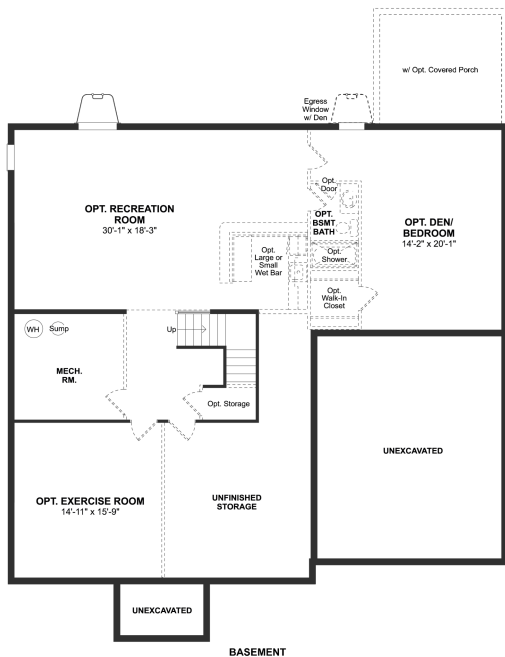 w/ Opt. Covered Porch
Egress
Window
w/ Den
OPT. RECREATION
ROOM
30'-1" x 18'-3"
Opt.
Door
OPT.
BSMT
BATH
OPT. DEN/
BEDROOM
14'-2" x 20'-1"
Opt.
Large or
Small
Wet Bar
Opt.
Shower
Opt.
Walk-In
Closet
WH
Sump
Up
MECH.
RM.
Opt. Storage
UNEXCAVATED
OPT. EXERCISE ROOM
14'-11" x 15'-9"
UNFINISHED
STORAGE
UNEXCAVATED
BASEMENT